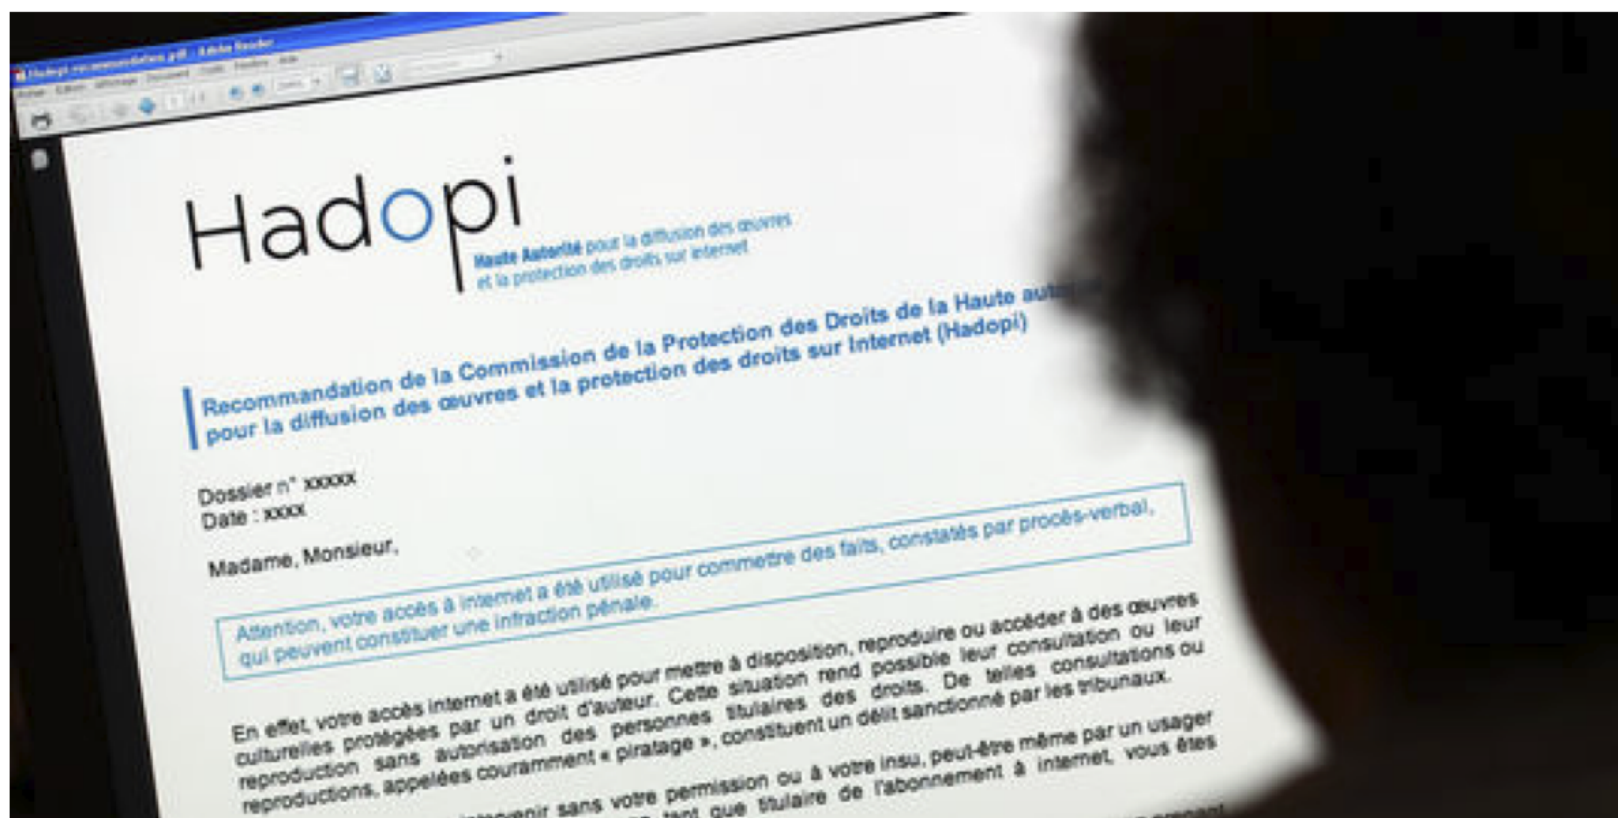 Hadopi recommandation.pdf - Adobe Reader
Hadopi
Haute Autorité pour la diffusion des œuvres
et la protection des droits sur internet
Recommandation de la Commission de la Protection des Droits de la Haute
pour la diffusion des œuvres et la protection des droits sur Internet (Hadopi)
Dossier n° xxxxx
Date : xxxx
Madame, Monsieur,
Attention, votre accès à internet a été utilisé pour commettre des faits, constatés par procès-verbal,
qui peuvent constituer une infraction pénale.
En effet, votre accès internet a été utilisé pour mettre à disposition, reproduire ou accéder à des œuvres
culturelles protégées par un droit d'auteur. Cette situation rend possible leur consultation ou leur
reproduction sans autorisation des personnes titulaires des droits. De telles consultations ou
reproductions, appelées couramment « piratage », constituent un délit sanctionné par les tribunaux.
sans votre permission ou à votre insu, peut-être même par un usager
tant que titulaire de l'abonnement à internet, vous êtes